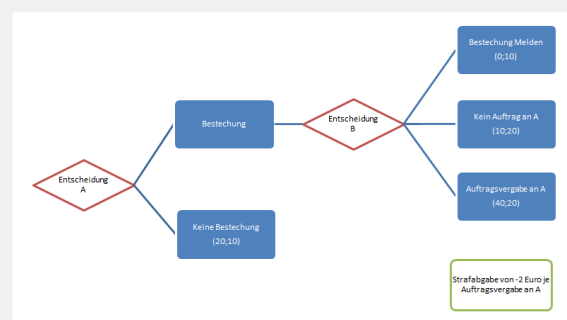 Bestechung Melden
(0;10)
Bestechung
Entscheidung
B
Kein Auftrag an A
(10;20)
Entscheidung
A
Auftragsvergabe an A
(40;20)
Keine Bestechung
(20;10)
Strafabgabe von -2 Euro je
Auftragsvergabe an A